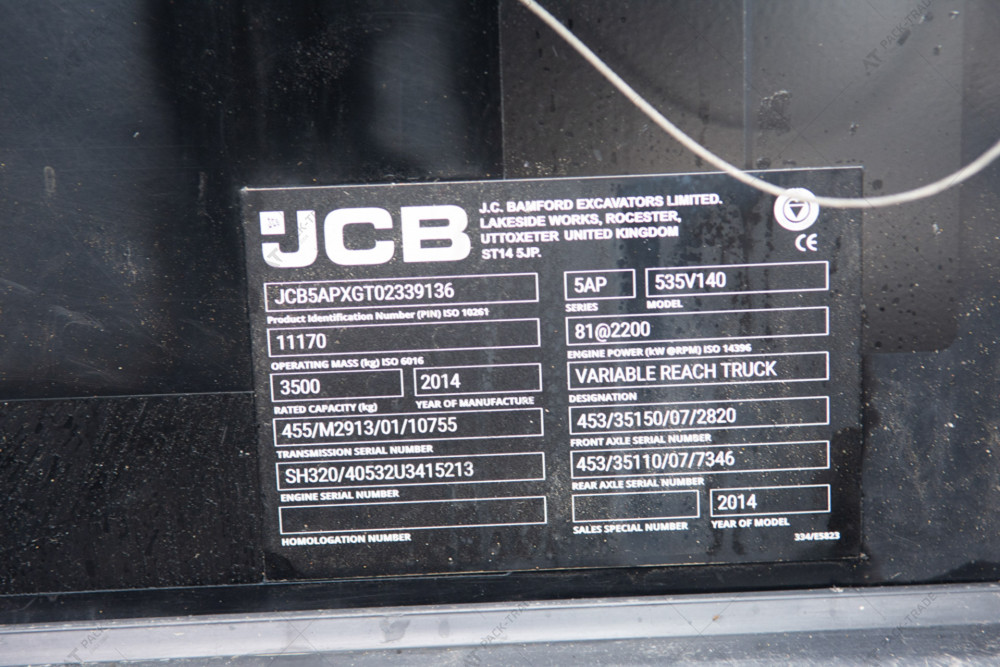 JCB
J.C. BAMFORD EXCAVATORS LIMITED.
LAKESIDE WORKS, ROCESTER,
UTTOXETER UNITED KINGDOM
ST14 5JP.
CE
JCB5APXGT02339136
Product Identification Number (PIN) ISO 10261
11170
OPERATING MASS (kg) ISO 6016
3500
RATED CAPACITY (kg)
2014
YEAR OF MANUFACTURE
455/M2913/01/10755
TRANSMISSION SERIAL NUMBER
SH320/40532U3415213
ENGINE SERIAL NUMBER
HOMOLOGATION NUMBER
5AP
SERIES
535V140
MODEL
81@2200
ENGINE POWER (kW @RPM) ISO 14396
VARIABLE REACH TRUCK
DESIGNATION
453/35150/07/2820
FRONT AXLE SERIAL NUMBER
453/35110/07/7346
REAR AXLE SERIAL NUMBER
SALES SPECIAL NUMBER
2014
YEAR OF MODEL
334/E5823